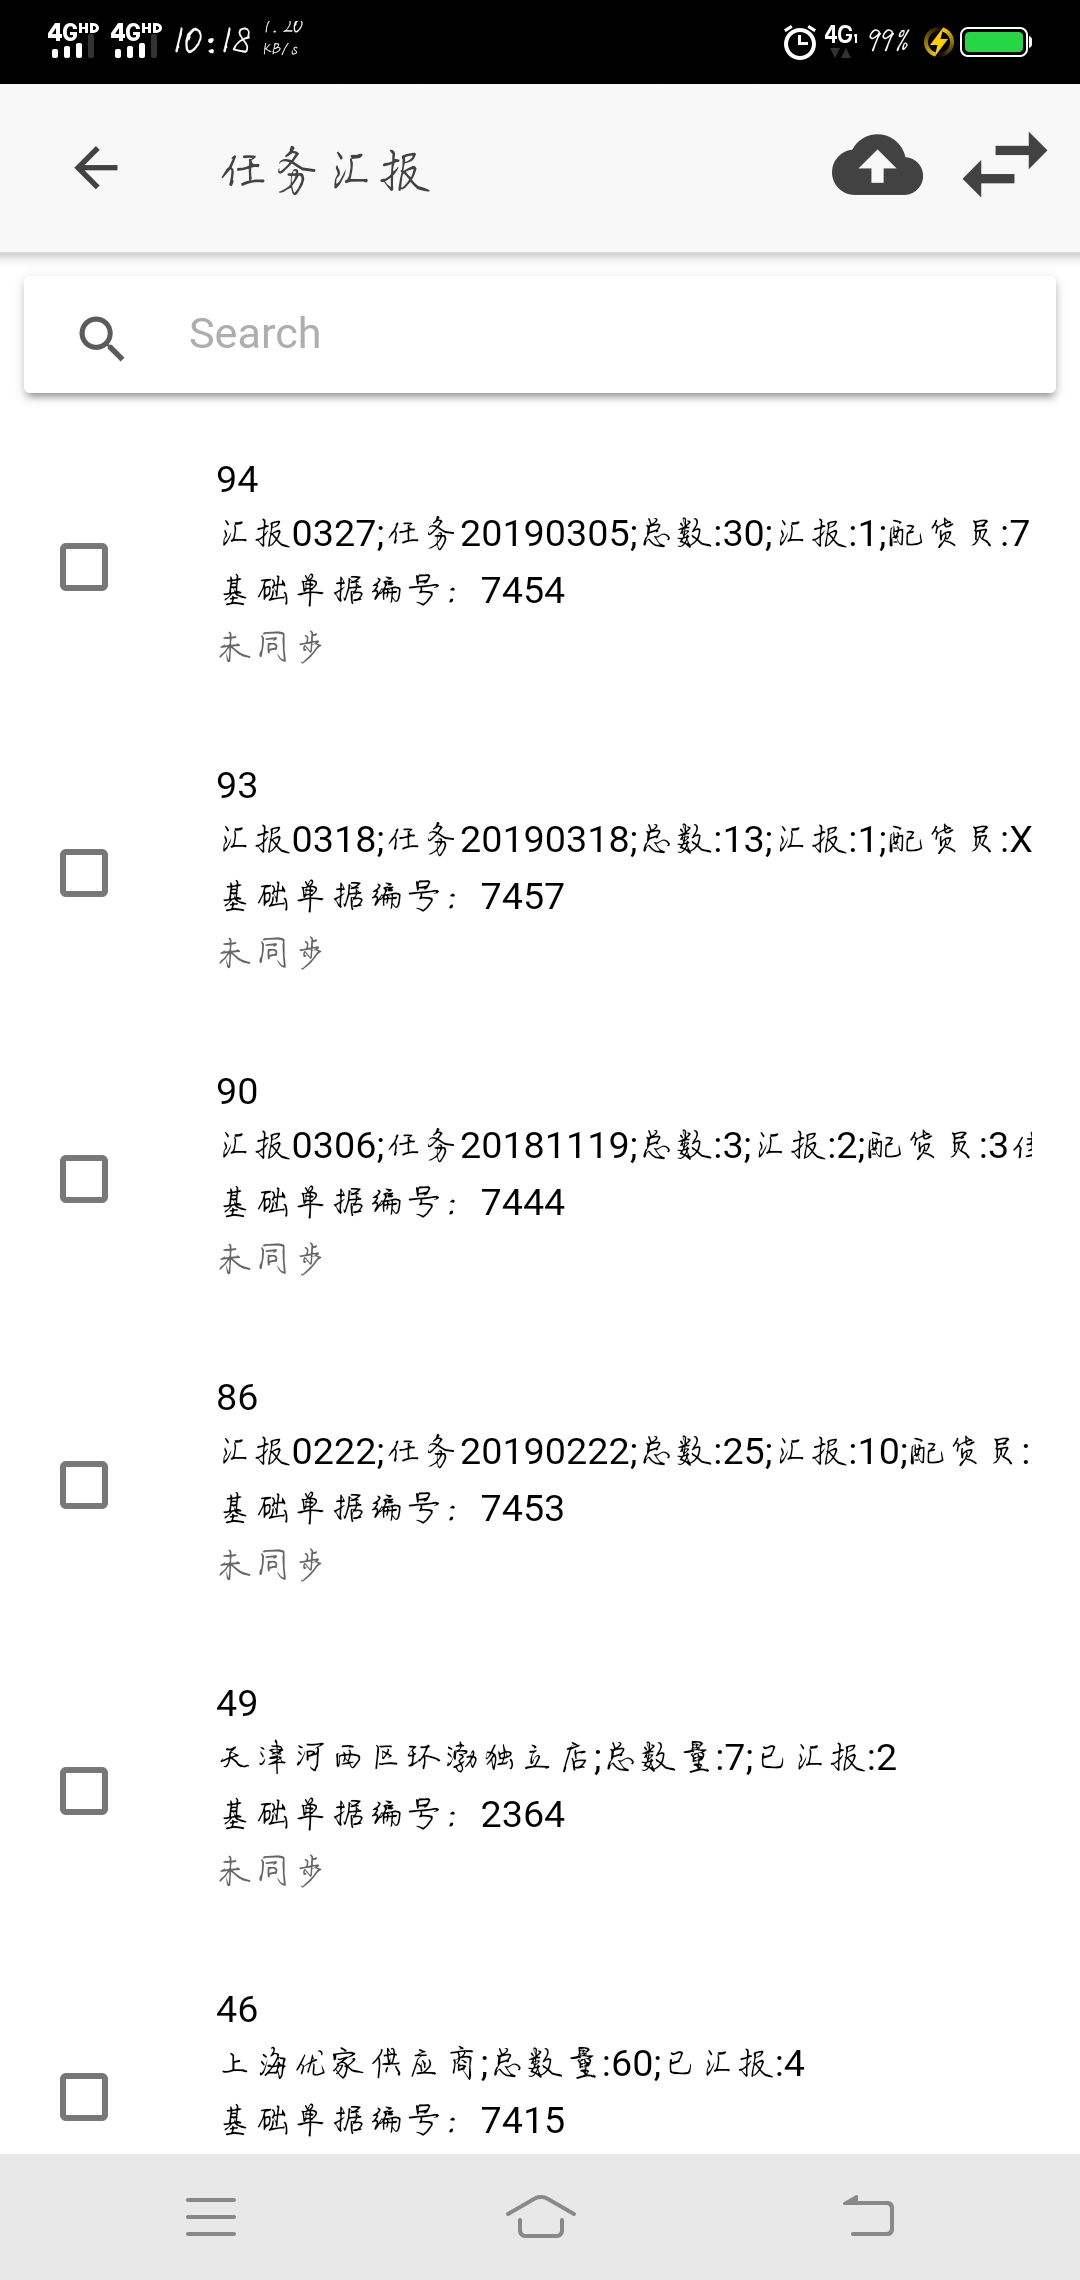 4GHD 4GHD 10:18 1.20 KB/s 4G1 99%
任务汇报
Search
94
汇报0327;任务20190305;总数:30;汇报:1;配货员:7
基础单据编号：7454
未同步
93
汇报0318;任务20190318;总数:13;汇报:1;配货员:X
基础单据编号：7457
未同步
90
汇报0306;任务20181119;总数:3;汇报:2;配货员:3
基础单据编号：7444
未同步
86
汇报0222;任务20190222;总数:25;汇报:10;配货员:
基础单据编号：7453
未同步
49
天津河西区环渤独立店;总数量:7;已汇报:2
基础单据编号：2364
未同步
46
上海优家供应商;总数量:60;已汇报:4
基础单据编号：7415